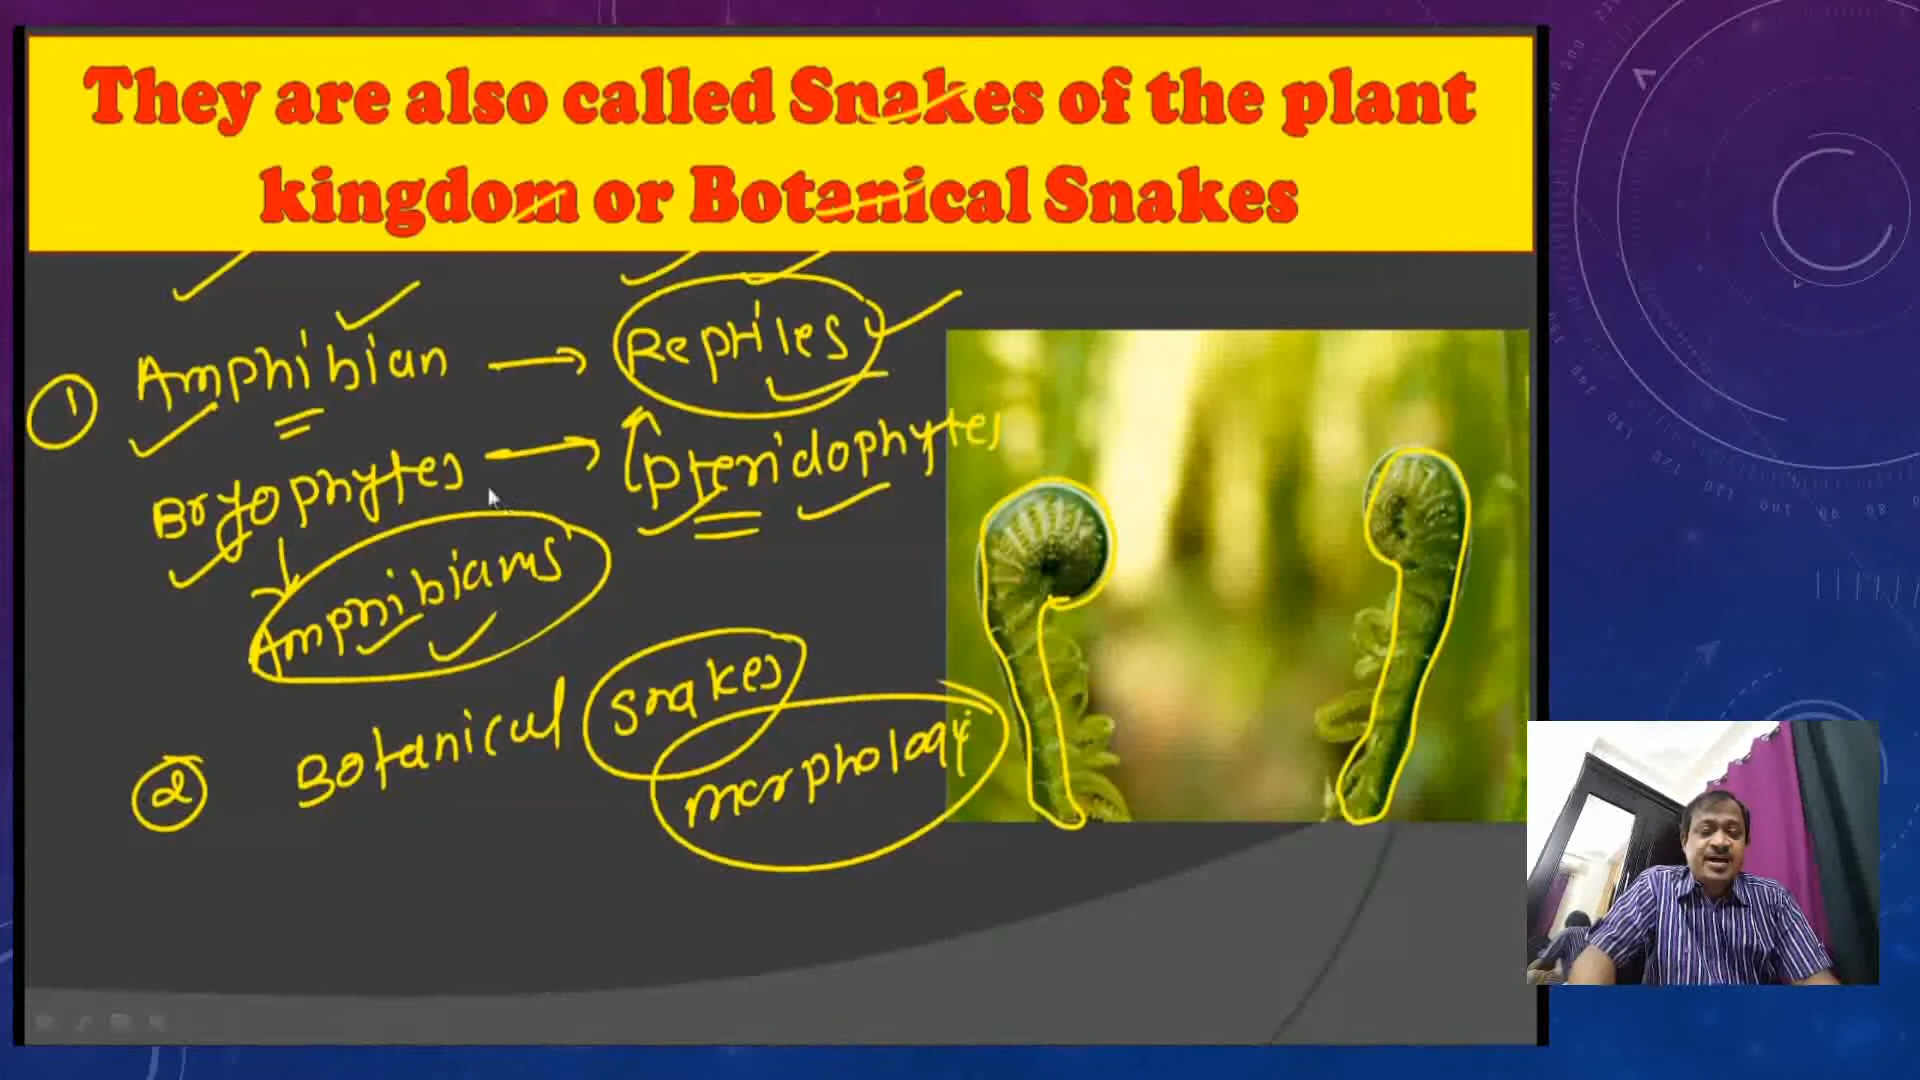 They are also called Snakes of the plant
kingdom or Botanical Snakes
1 Amphibian → Reptiles
Bryophytes → Pteridophytes
Amphibians
2 Botanical snakes
morphology